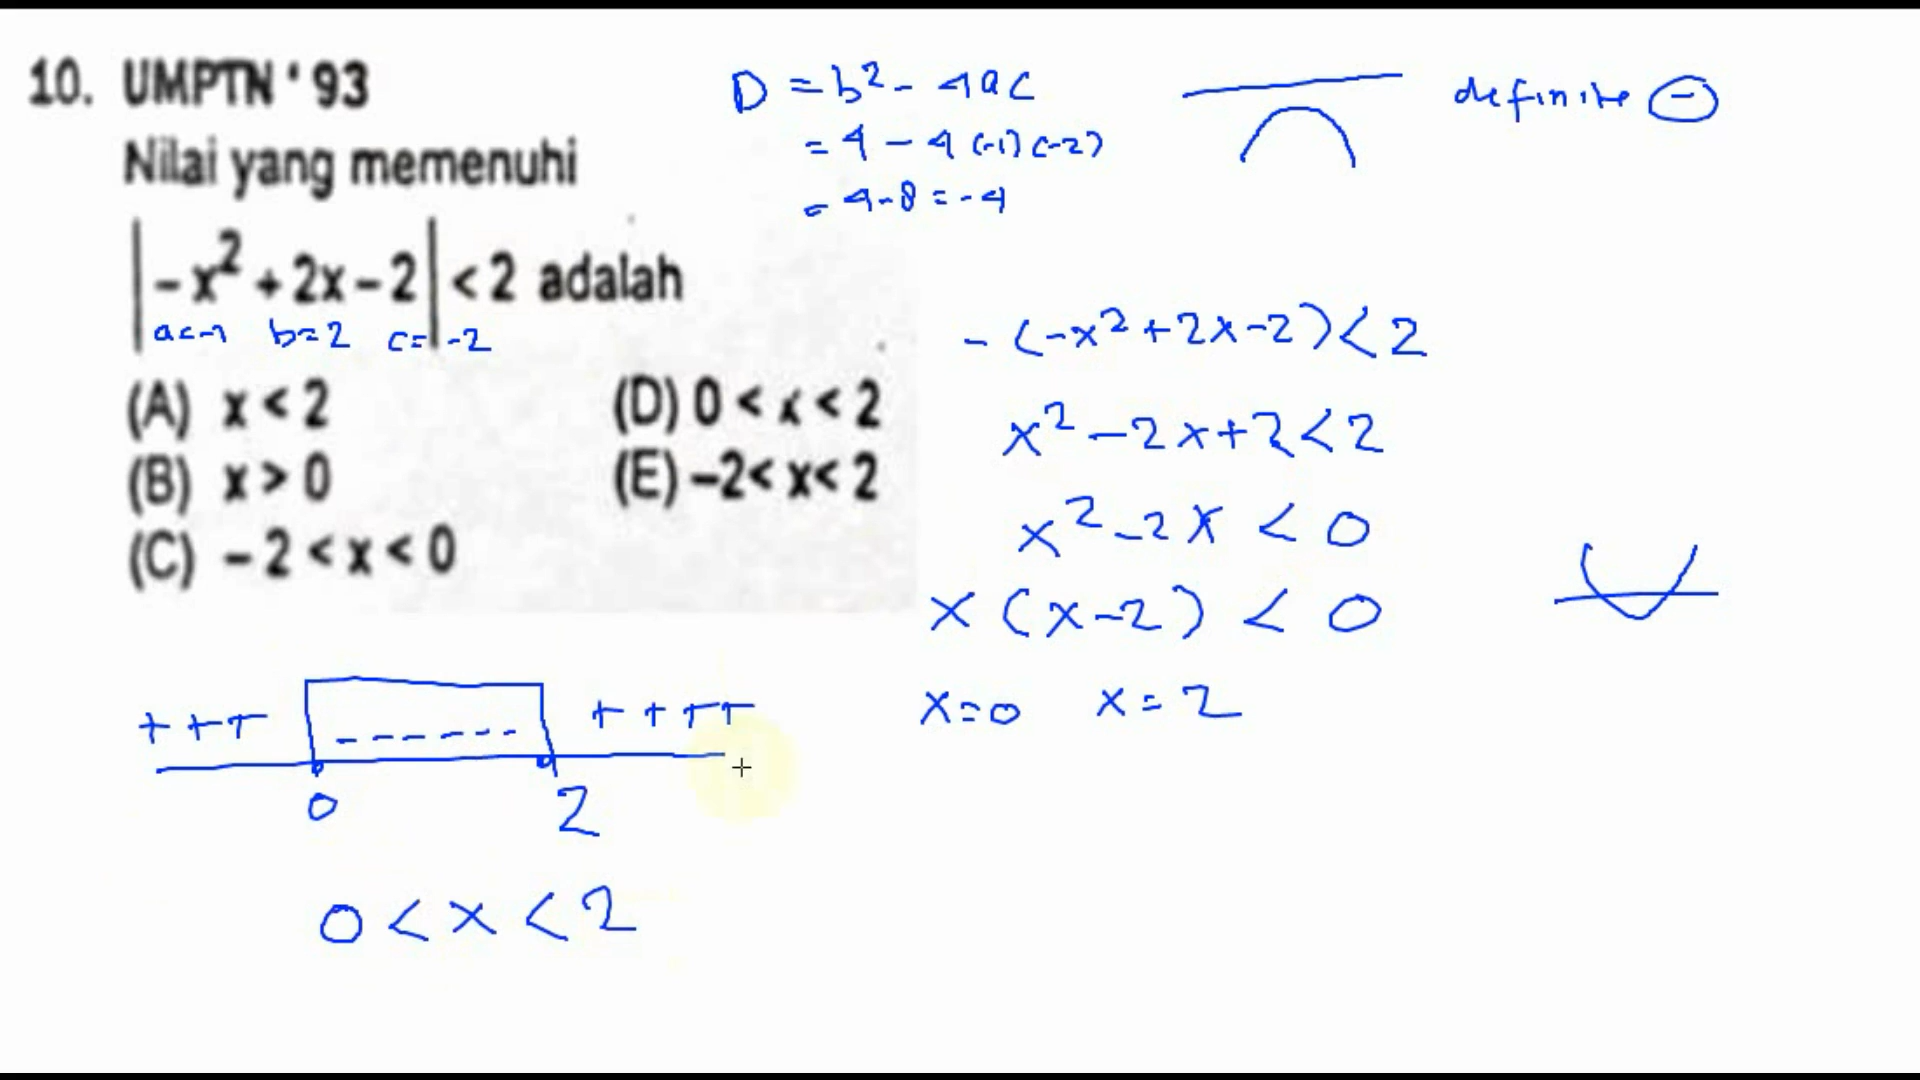 10. UMPTN '93
Nilai yang memenuhi
|-x² + 2x - 2| < 2 adalah
a=-1 b=2 c=-2
(A) x < 2
(B) x > 0
(C) -2 < x < 0
(D) 0 < x < 2
(E) -2 < x < 2
D = b² - 4ac
= 4 - 4(-1)(-2)
= 4-8 = -4
definite (-)
-(-x²+2x-2) < 2
x² - 2x + 2 < 2
x² - 2x < 0
x (x-2) < 0
x=0 x=2
+ + + ------ + + + +
0 2
0 < x < 2